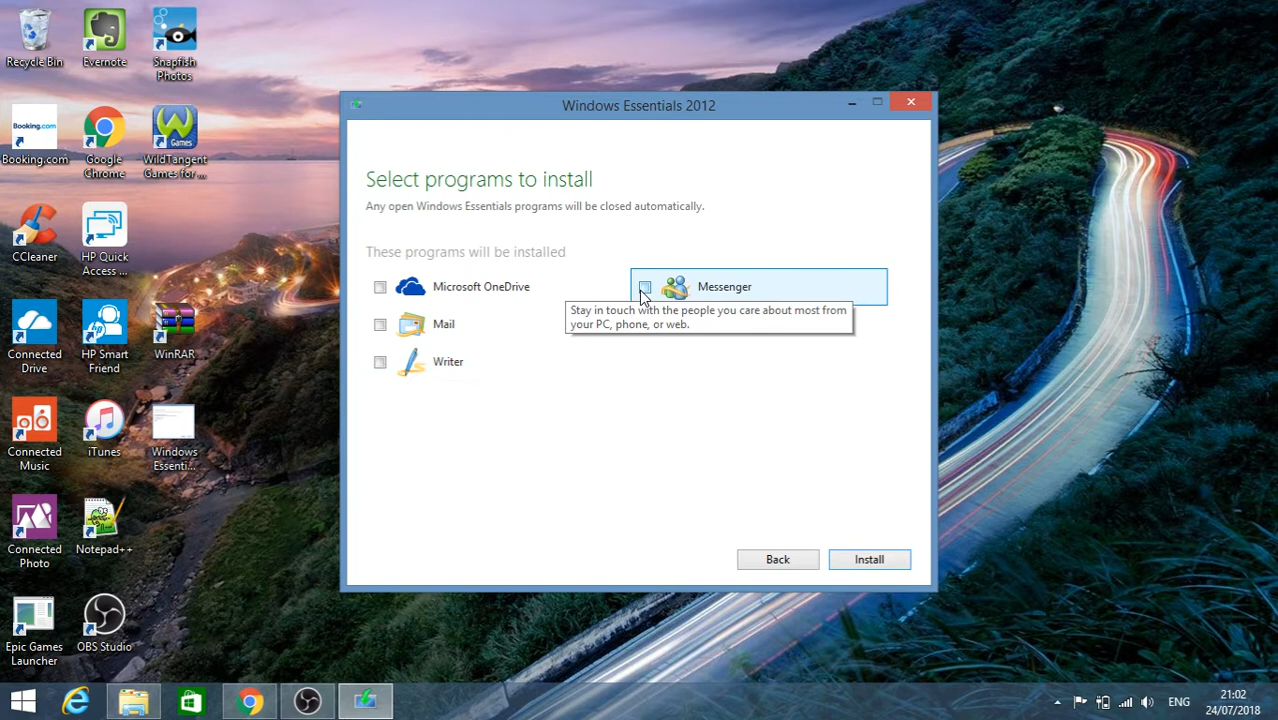 Recycle Bin
Evernote
Snapfish
Photos
Booking.com
Booking.com
Google
Chrome
Games
WildTangent
Games for ...
CCleaner
HP Quick
Access ...
Connected
Drive
HP Smart
Friend
WinRAR
Connected
Music
iTunes
Windows
Essenti...
Connected
Photo
Notepad++
Epic Games
Launcher
OBS Studio
Windows Essentials 2012
Select programs to install
Any open Windows Essentials programs will be closed automatically.
These programs will be installed
Microsoft OneDrive
Messenger
Stay in touch with the people you care about most from
your PC, phone, or web.
Mail
Writer
Back
Install
ENG
21:02
24/07/2018